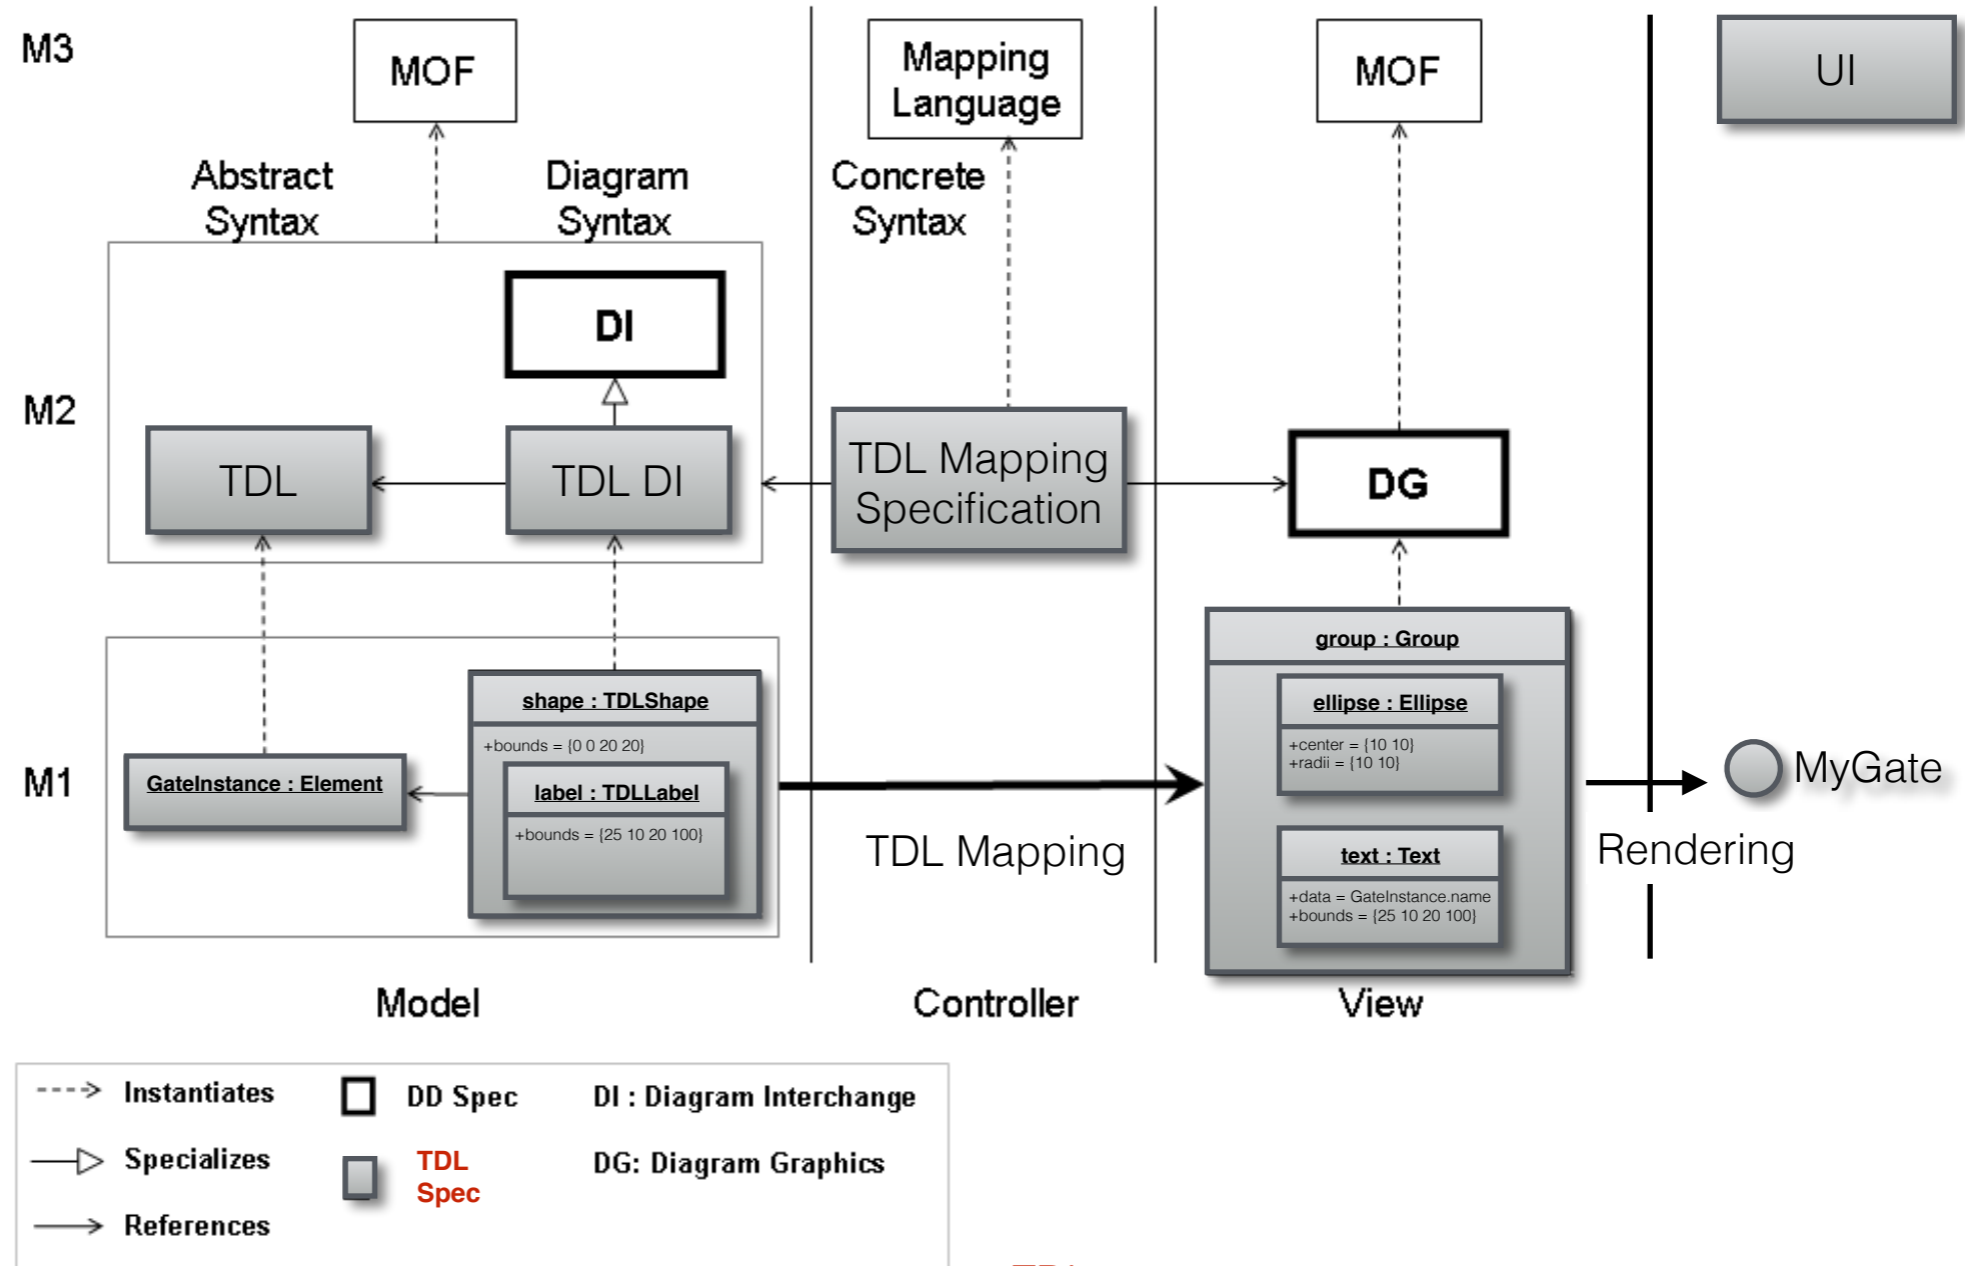 M3
MOF
Mapping
Language
MOF
UI
Abstract
Syntax
Diagram
Syntax
Concrete
Syntax
DI
M2
TDL
TDL DI
TDL Mapping
Specification
DG
M1
GateInstance : Element
shape : TDLShape
+bounds = {0 0 20 20}
label : TDLLabel
+bounds = {25 10 20 100}
TDL Mapping
group : Group
ellipse : Ellipse
+center = {10 10}
+radii = {10 10}
text : Text
+data = GateInstance.name
+bounds = {25 10 20 100}
MyGate
Rendering
Model
Controller
View
Instantiates
DD Spec
DI : Diagram Interchange
Specializes
TDL
Spec
DG: Diagram Graphics
References